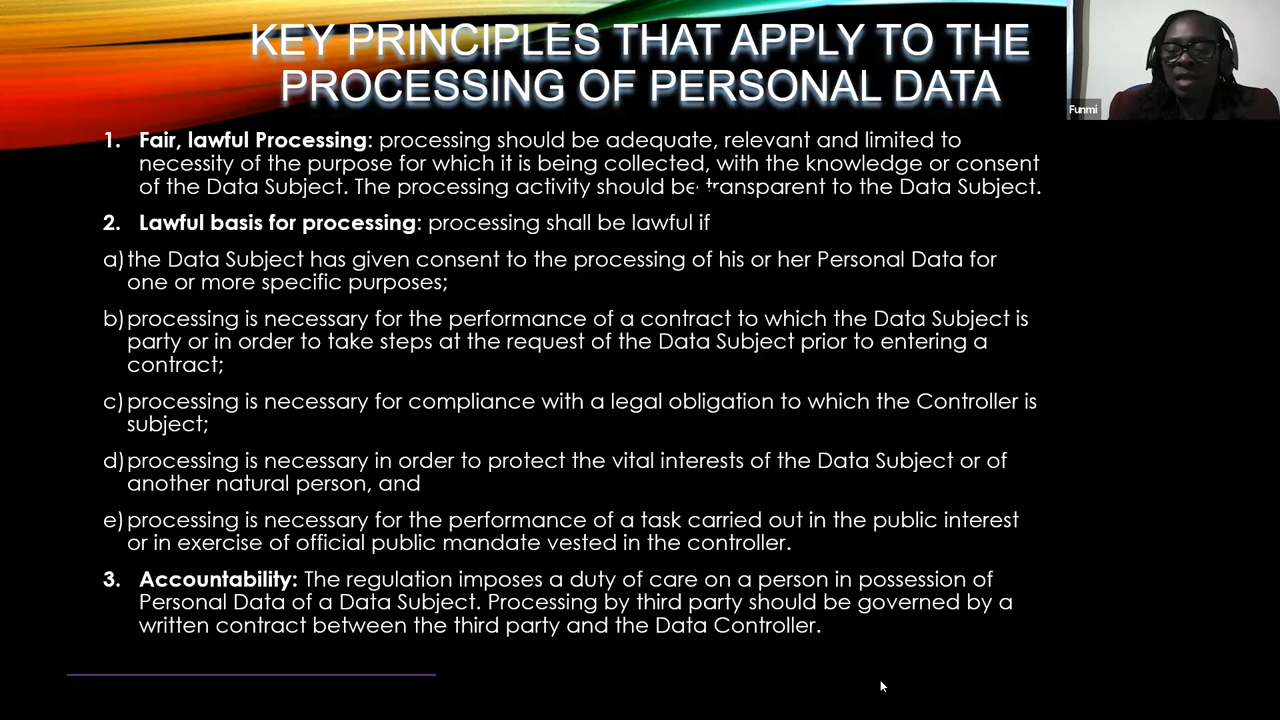 KEY PRINCIPLES THAT APPLY TO THE
PROCESSING OF PERSONAL DATA
Funmi
1. Fair, lawful Processing: processing should be adequate, relevant and limited to
necessity of the purpose for which it is being collected, with the knowledge or consent
of the Data Subject. The processing activity should be transparent to the Data Subject.
2. Lawful basis for processing: processing shall be lawful if
a) the Data Subject has given consent to the processing of his or her Personal Data for
one or more specific purposes;
b) processing is necessary for the performance of a contract to which the Data Subject is
party or in order to take steps at the request of the Data Subject prior to entering a
contract;
c) processing is necessary for compliance with a legal obligation to which the Controller is
subject;
d) processing is necessary in order to protect the vital interests of the Data Subject or of
another natural person, and
e) processing is necessary for the performance of a task carried out in the public interest
or in exercise of official public mandate vested in the controller.
3. Accountability: The regulation imposes a duty of care on a person in possession of
Personal Data of a Data Subject. Processing by third party should be governed by a
written contract between the third party and the Data Controller.